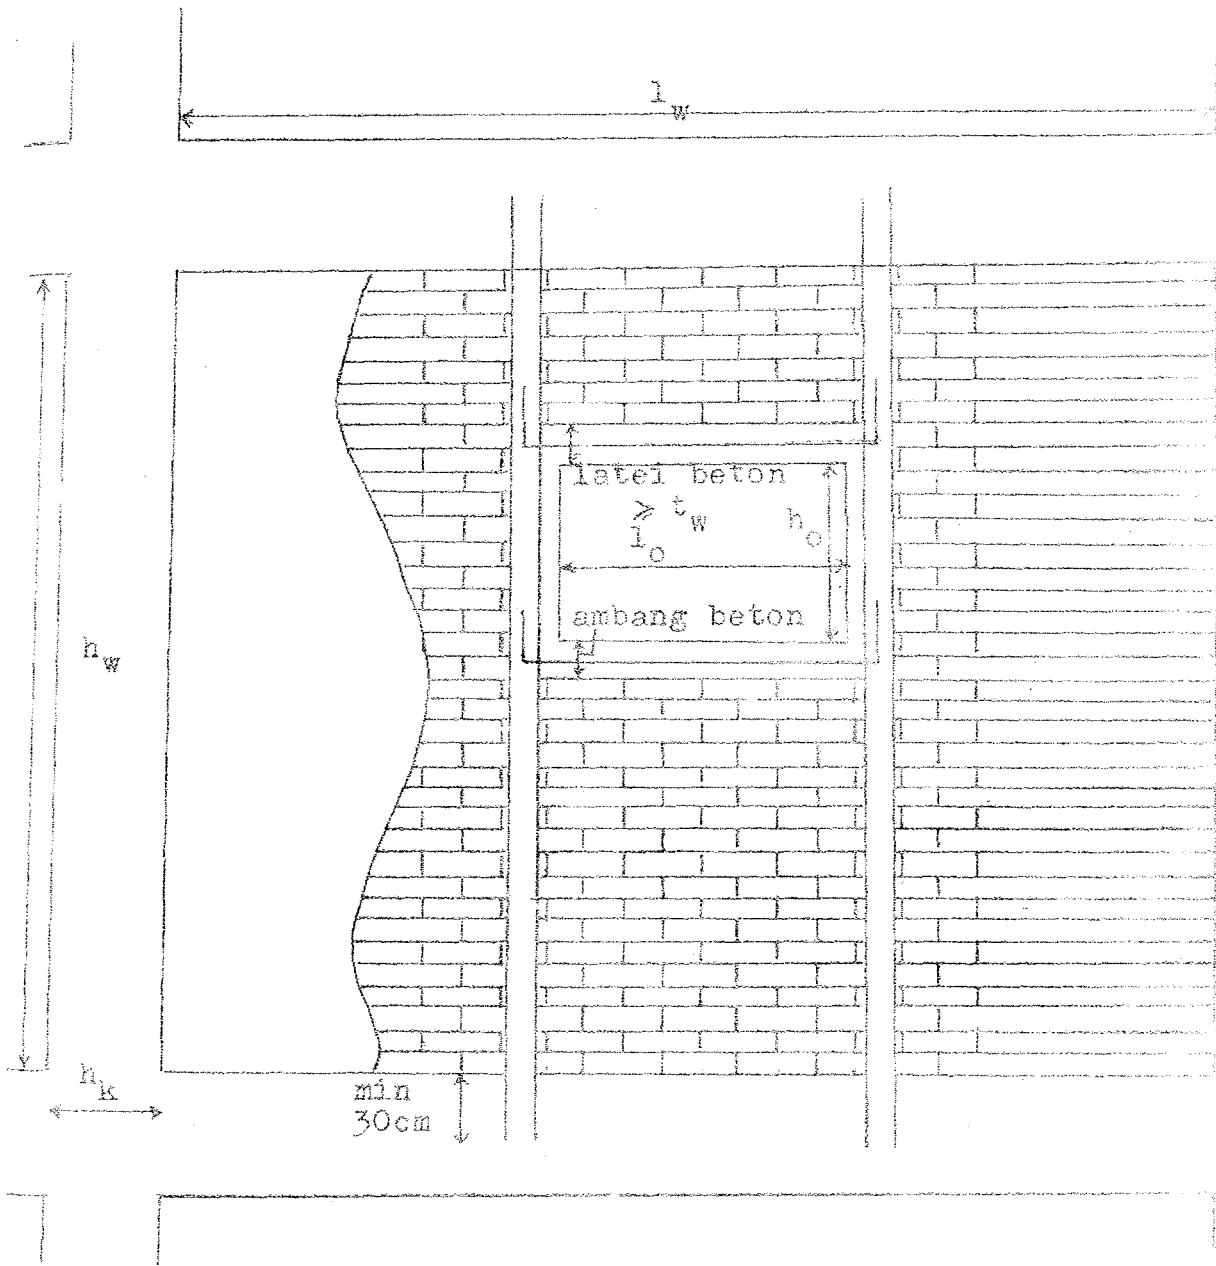 l_w
latei beton
≥ t_w
h_o
l_o
ambang beton
h_w
h_k
min
30cm